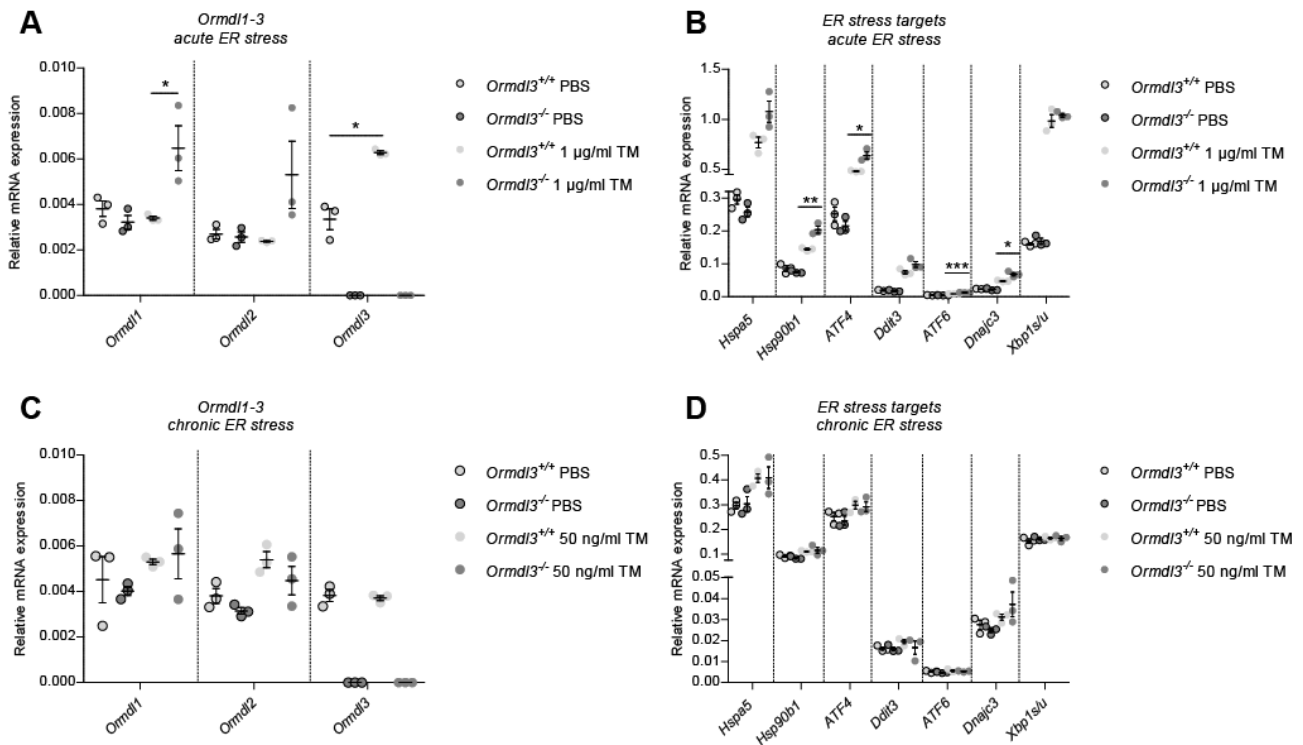 A
Ormdl1-3
acute ER stress
Relative mRNA expression
0.010
0.008
0.006
0.004
0.002
0.000
*
*
Ormdl1
Ormdl2
Ormdl3
Ormdl3+/+ PBS
Ormdl3-/- PBS
Ormdl3+/+ 1 µg/ml TM
Ormdl3-/- 1 µg/ml TM
B
ER stress targets
acute ER stress
Relative mRNA expression
1.5
1.0
0.5
0.3
0.2
0.1
0.0
**
*
***
*
Hspa5
Hsp90b1
ATF4
Ddit3
ATF6
Dnajc3
Xbp1s/u
Ormdl3+/+ PBS
Ormdl3-/- PBS
Ormdl3+/+ 1 µg/ml TM
Ormdl3-/- 1 µg/ml TM
C
Ormdl1-3
chronic ER stress
Relative mRNA expression
0.010
0.008
0.006
0.004
0.002
0.000
Ormdl1
Ormdl2
Ormdl3
Ormdl3+/+ PBS
Ormdl3-/- PBS
Ormdl3+/+ 50 ng/ml TM
Ormdl3-/- 50 ng/ml TM
D
ER stress targets
chronic ER stress
Relative mRNA expression
0.5
0.4
0.3
0.2
0.1
0.05
0.04
0.03
0.02
0.01
0.00
Hspa5
Hsp90b1
ATF4
Ddit3
ATF6
Dnajc3
Xbp1s/u
Ormdl3+/+ PBS
Ormdl3-/- PBS
Ormdl3+/+ 50 ng/ml TM
Ormdl3-/- 50 ng/ml TM